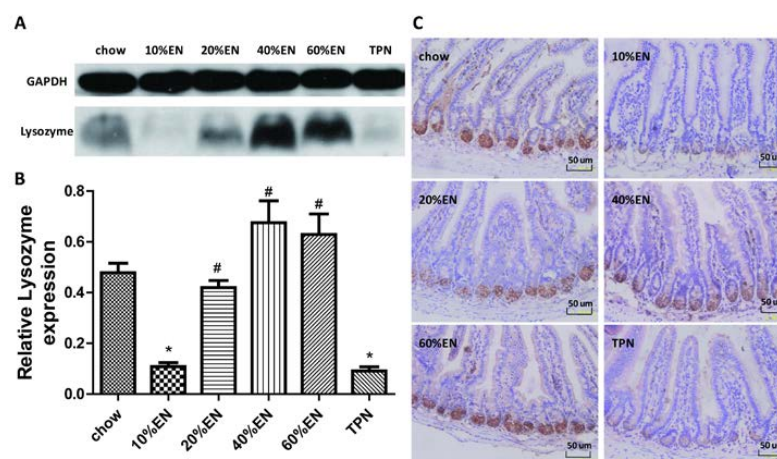 A
chow 10%EN 20%EN 40%EN 60%EN TPN
GAPDH
Lysozyme
B
Relative Lysozyme
expression
0.8
0.6
0.4
0.2
0.0
* # # # *
chow 10%EN 20%EN 40%EN 60%EN TPN
C
chow 10%EN
50 um 50 um
20%EN 40%EN
50 um 50 um
60%EN TPN
50 um 50 um